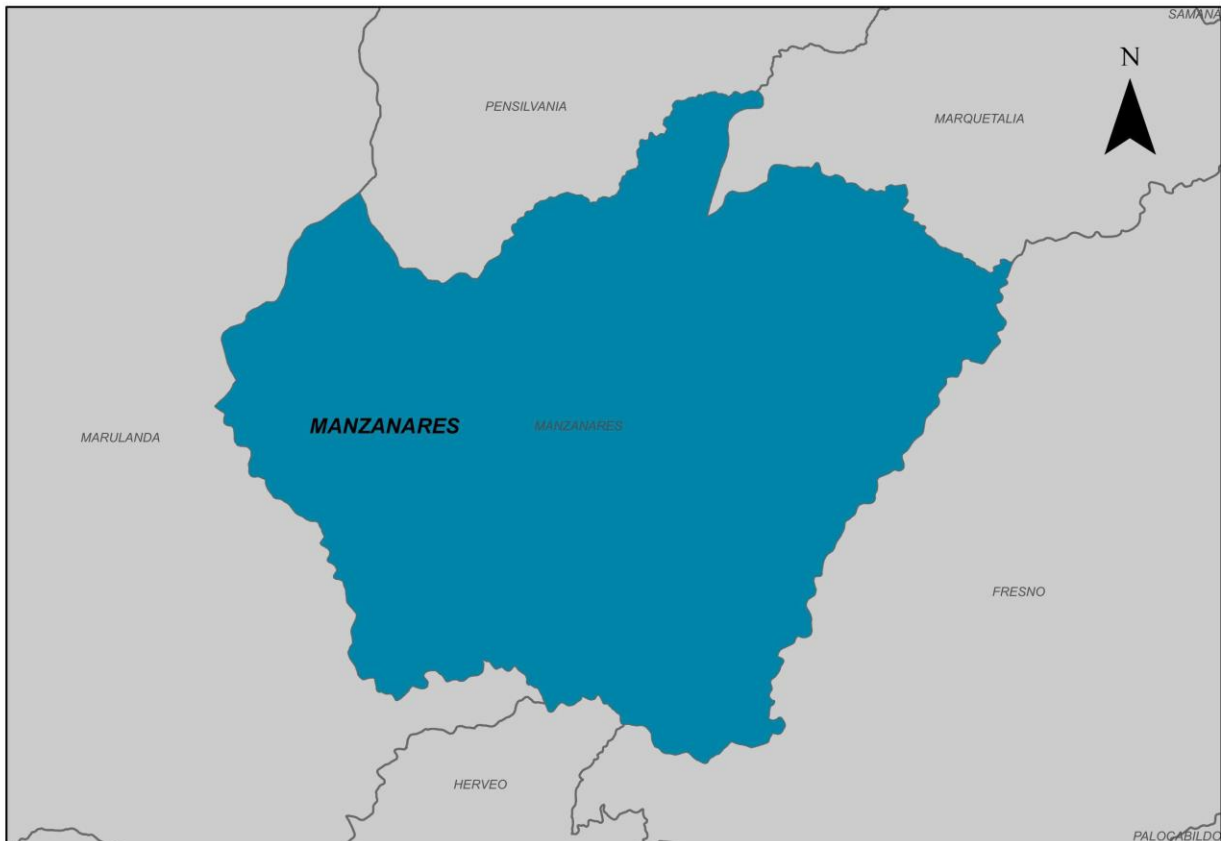 SAMANA
N
PENSILVANIA
MARQUETALIA
MANZANARES
MANZANARES
MARULANDA
FRESNO
HERVEO
PALOCABILDO